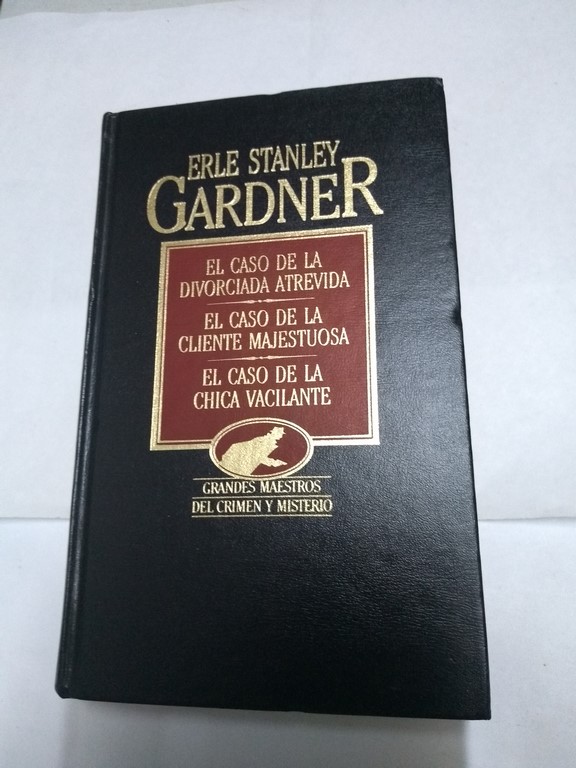 ERLE STANLEY
GARDNER
EL CASO DE LA
DIVORCIADA ATREVIDA
EL CASO DE LA
CLIENTE MAJESTUOSA
EL CASO DE LA
CHICA VACILANTE
GRANDES MAESTROS
DEL CRIMEN Y MISTERIO